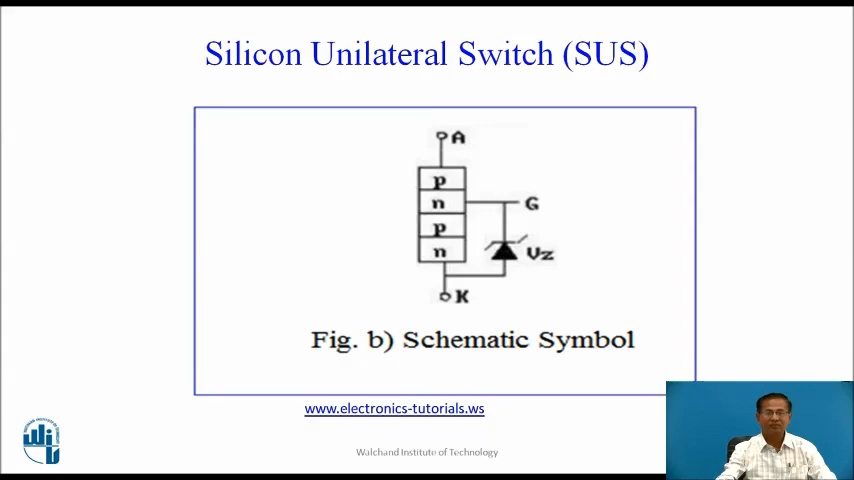 Silicon Unilateral Switch (SUS)
A
p
n
G
p
n
Vz
K
Fig. b) Schematic Symbol
www.electronics-tutorials.ws
Walchand Institute of Technology